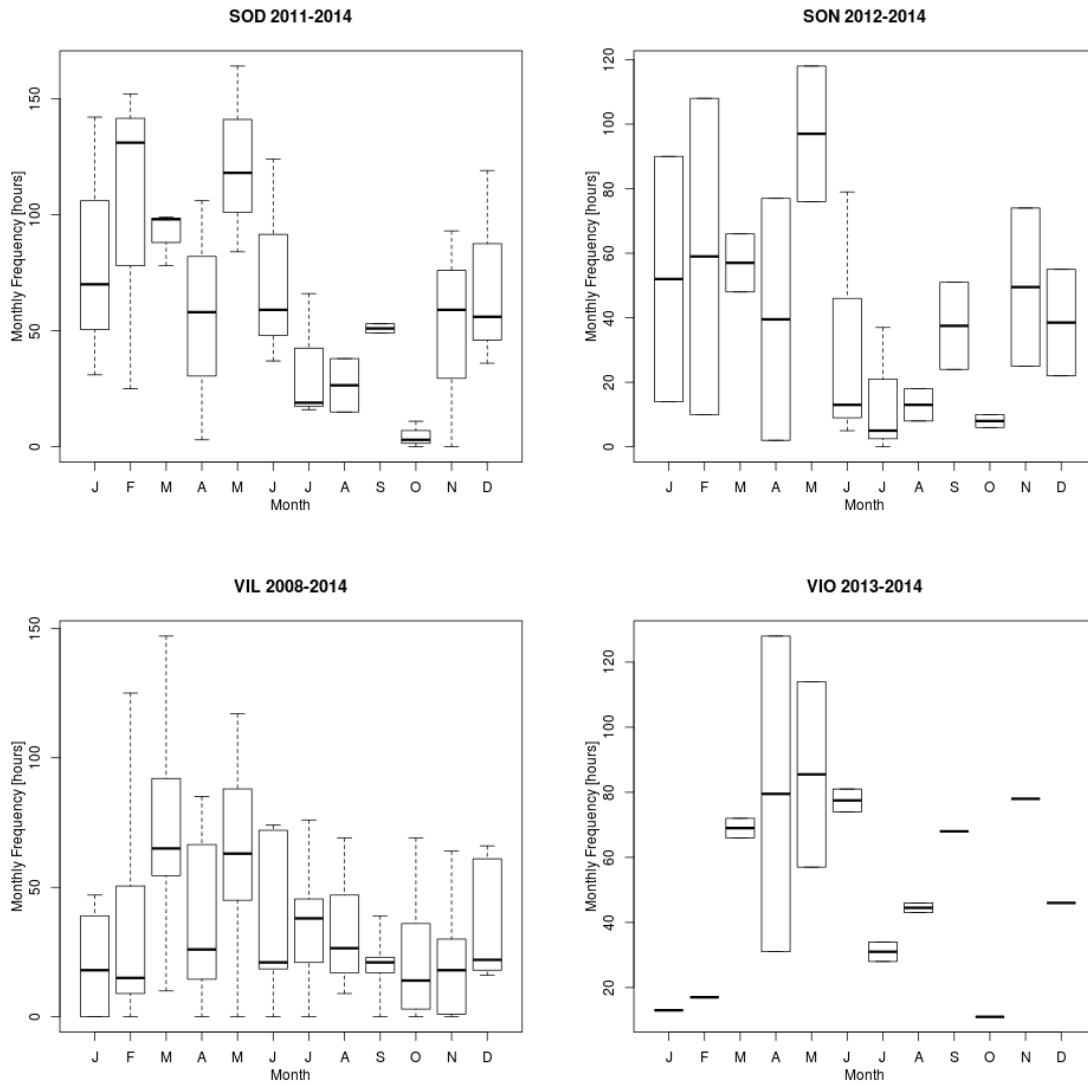 SOD 2011-2014
Monthly Frequency [hours]
150
100
50
0
J F M A M J J A S O N D
Month
SON 2012-2014
Monthly Frequency [hours]
120
100
80
60
40
20
0
J F M A M J J A S O N D
Month
VIL 2008-2014
Monthly Frequency [hours]
150
100
50
0
J F M A M J J A S O N D
Month
VIO 2013-2014
Monthly Frequency [hours]
120
100
80
60
40
20
J F M A M J J A S O N D
Month